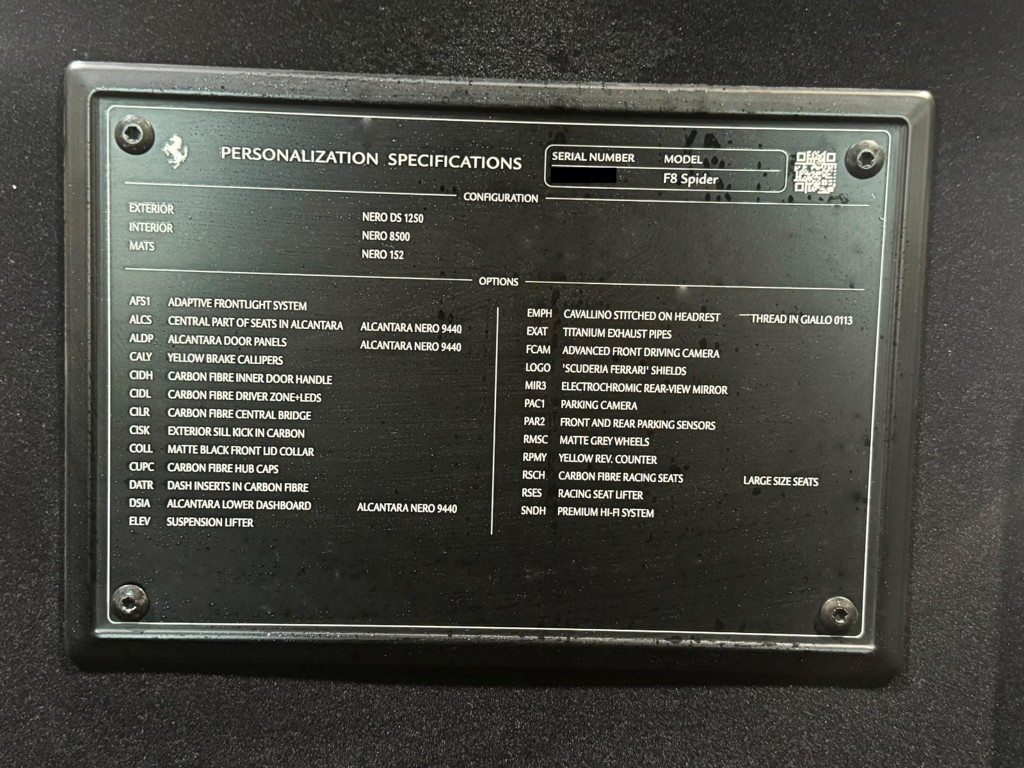 PERSONALIZATION SPECIFICATIONS
SERIAL NUMBER MODEL
F8 Spider
CONFIGURATION
EXTERIOR NERO DS 1250
INTERIOR NERO 8500
MATS NERO 152
OPTIONS
AFS1 ADAPTIVE FRONTLIGHT SYSTEM
ALCS CENTRAL PART OF SEATS IN ALCANTARA ALCANTARA NERO 9440
ALDP ALCANTARA DOOR PANELS ALCANTARA NERO 9440
CALY YELLOW BRAKE CALLIPERS
CIDH CARBON FIBRE INNER DOOR HANDLE
CIDL CARBON FIBRE DRIVER ZONE+LEDS
CILR CARBON FIBRE CENTRAL BRIDGE
CISK EXTERIOR SILL KICK IN CARBON
COLL MATTE BLACK FRONT LID COLLAR
CUPC CARBON FIBRE HUB CAPS
DATR DASH INSERTS IN CARBON FIBRE
DSIA ALCANTARA LOWER DASHBOARD ALCANTARA NERO 9440
ELEV SUSPENSION LIFTER
EMPH CAVALLINO STITCHED ON HEADREST THREAD IN GIALLO 0113
EXAT TITANIUM EXHAUST PIPES
FCAM ADVANCED FRONT DRIVING CAMERA
LOGO 'SCUDERIA FERRARI' SHIELDS
MIR3 ELECTROCHROMIC REAR-VIEW MIRROR
PAC1 PARKING CAMERA
PAR2 FRONT AND REAR PARKING SENSORS
RMSC MATTE GREY WHEELS
RPMY YELLOW REV. COUNTER
RSCH CARBON FIBRE RACING SEATS LARGE SIZE SEATS
RSES RACING SEAT LIFTER
SNDH PREMIUM HI-FI SYSTEM